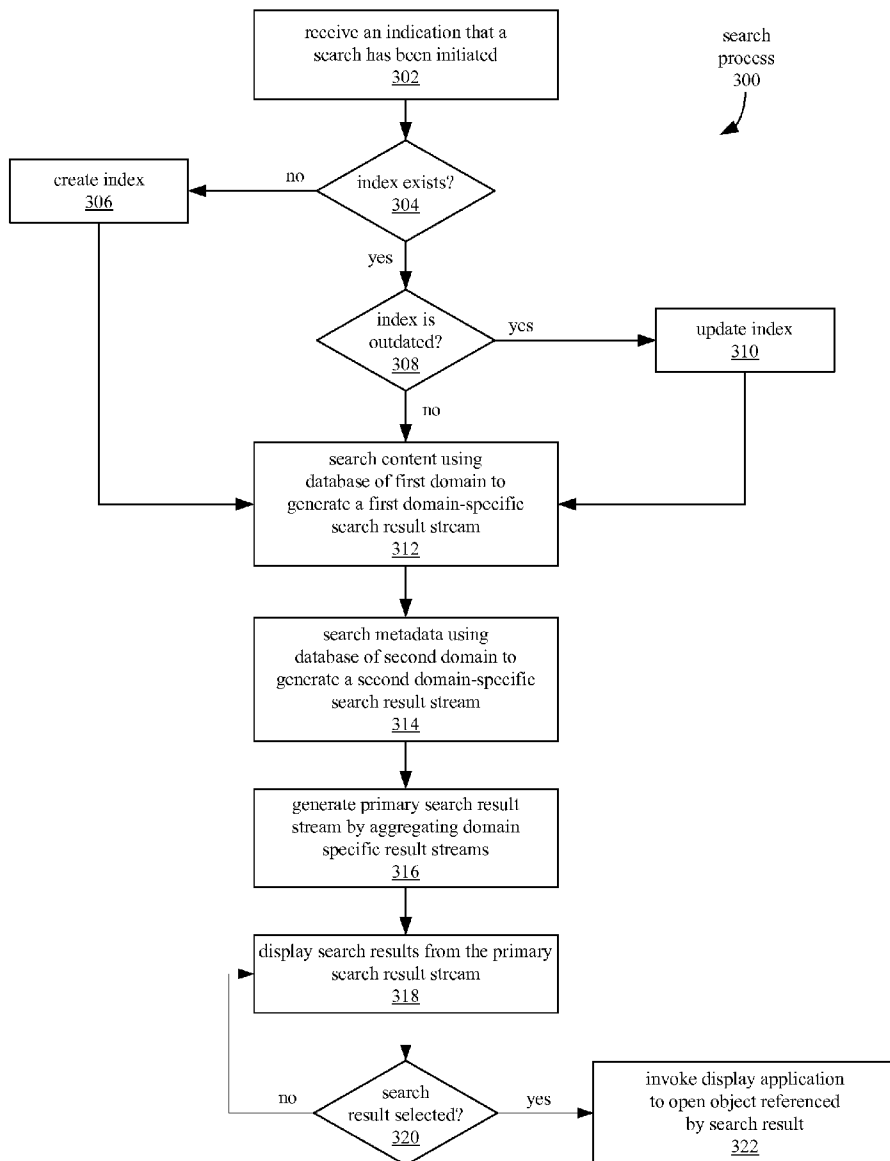 receive an indication that a
search has been initiated
302
search
process
300
index exists?
304
no
create index
306
yes
index is
outdated?
308
yes
update index
310
no
search content using
database of first domain to
generate a first domain-specific
search result stream
312
search metadata using
database of second domain to
generate a second domain-specific
search result stream
314
generate primary search result
stream by aggregating domain
specific result streams
316
display search results from the primary
search result stream
318
search
result selected?
320
no
yes
invoke display application
to open object referenced
by search result
322